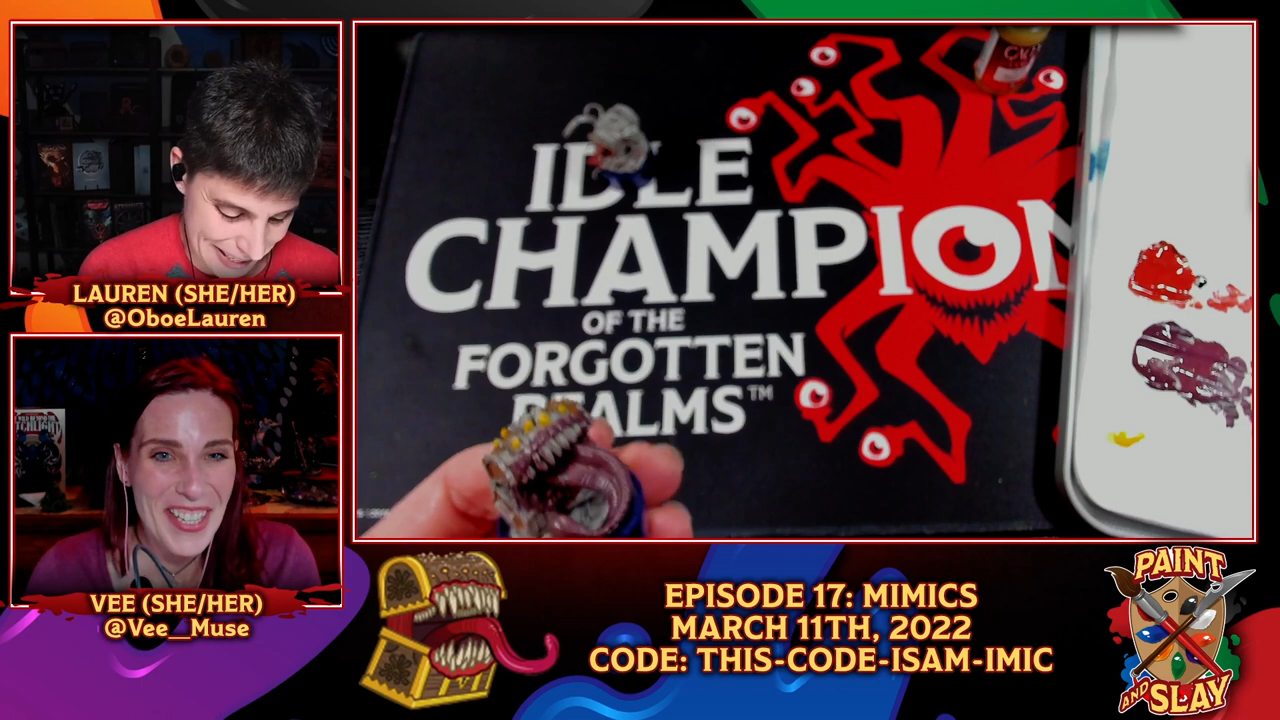 LAUREN (SHE/HER)
@OboeLauren
VEE (SHE/HER)
@Vee__Muse
IDLE
CHAMPION
OF THE
FORGOTTEN
REALMS™
EPISODE 17: MIMICS
MARCH 11TH, 2022
CODE: THIS-CODE-ISAM-IMIC
PAINT
AND SLAY